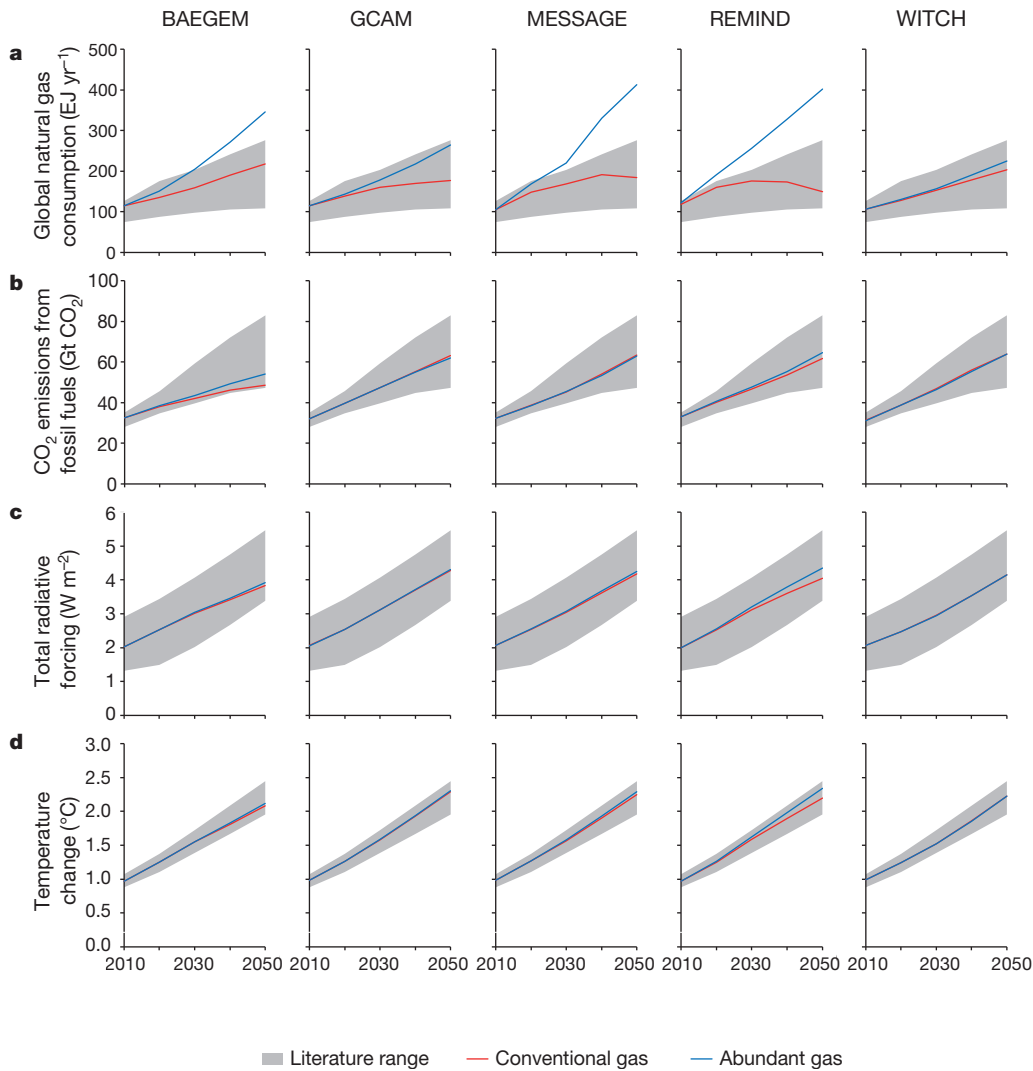 BAEGEM GCAM MESSAGE REMIND WITCH
a
Global natural gas
consumption (EJ yr⁻¹)
500
400
300
200
100
0
b
CO₂ emissions from
fossil fuels (Gt CO₂)
100
80
60
40
20
0
c
Total radiative
forcing (W m⁻²)
6
5
4
3
2
1
0
d
Temperature
change (°C)
3.0
2.5
2.0
1.5
1.0
0.5
0.0
2010 2030 2050 2010 2030 2050 2010 2030 2050 2010 2030 2050 2010 2030 2050
Literature range Conventional gas Abundant gas